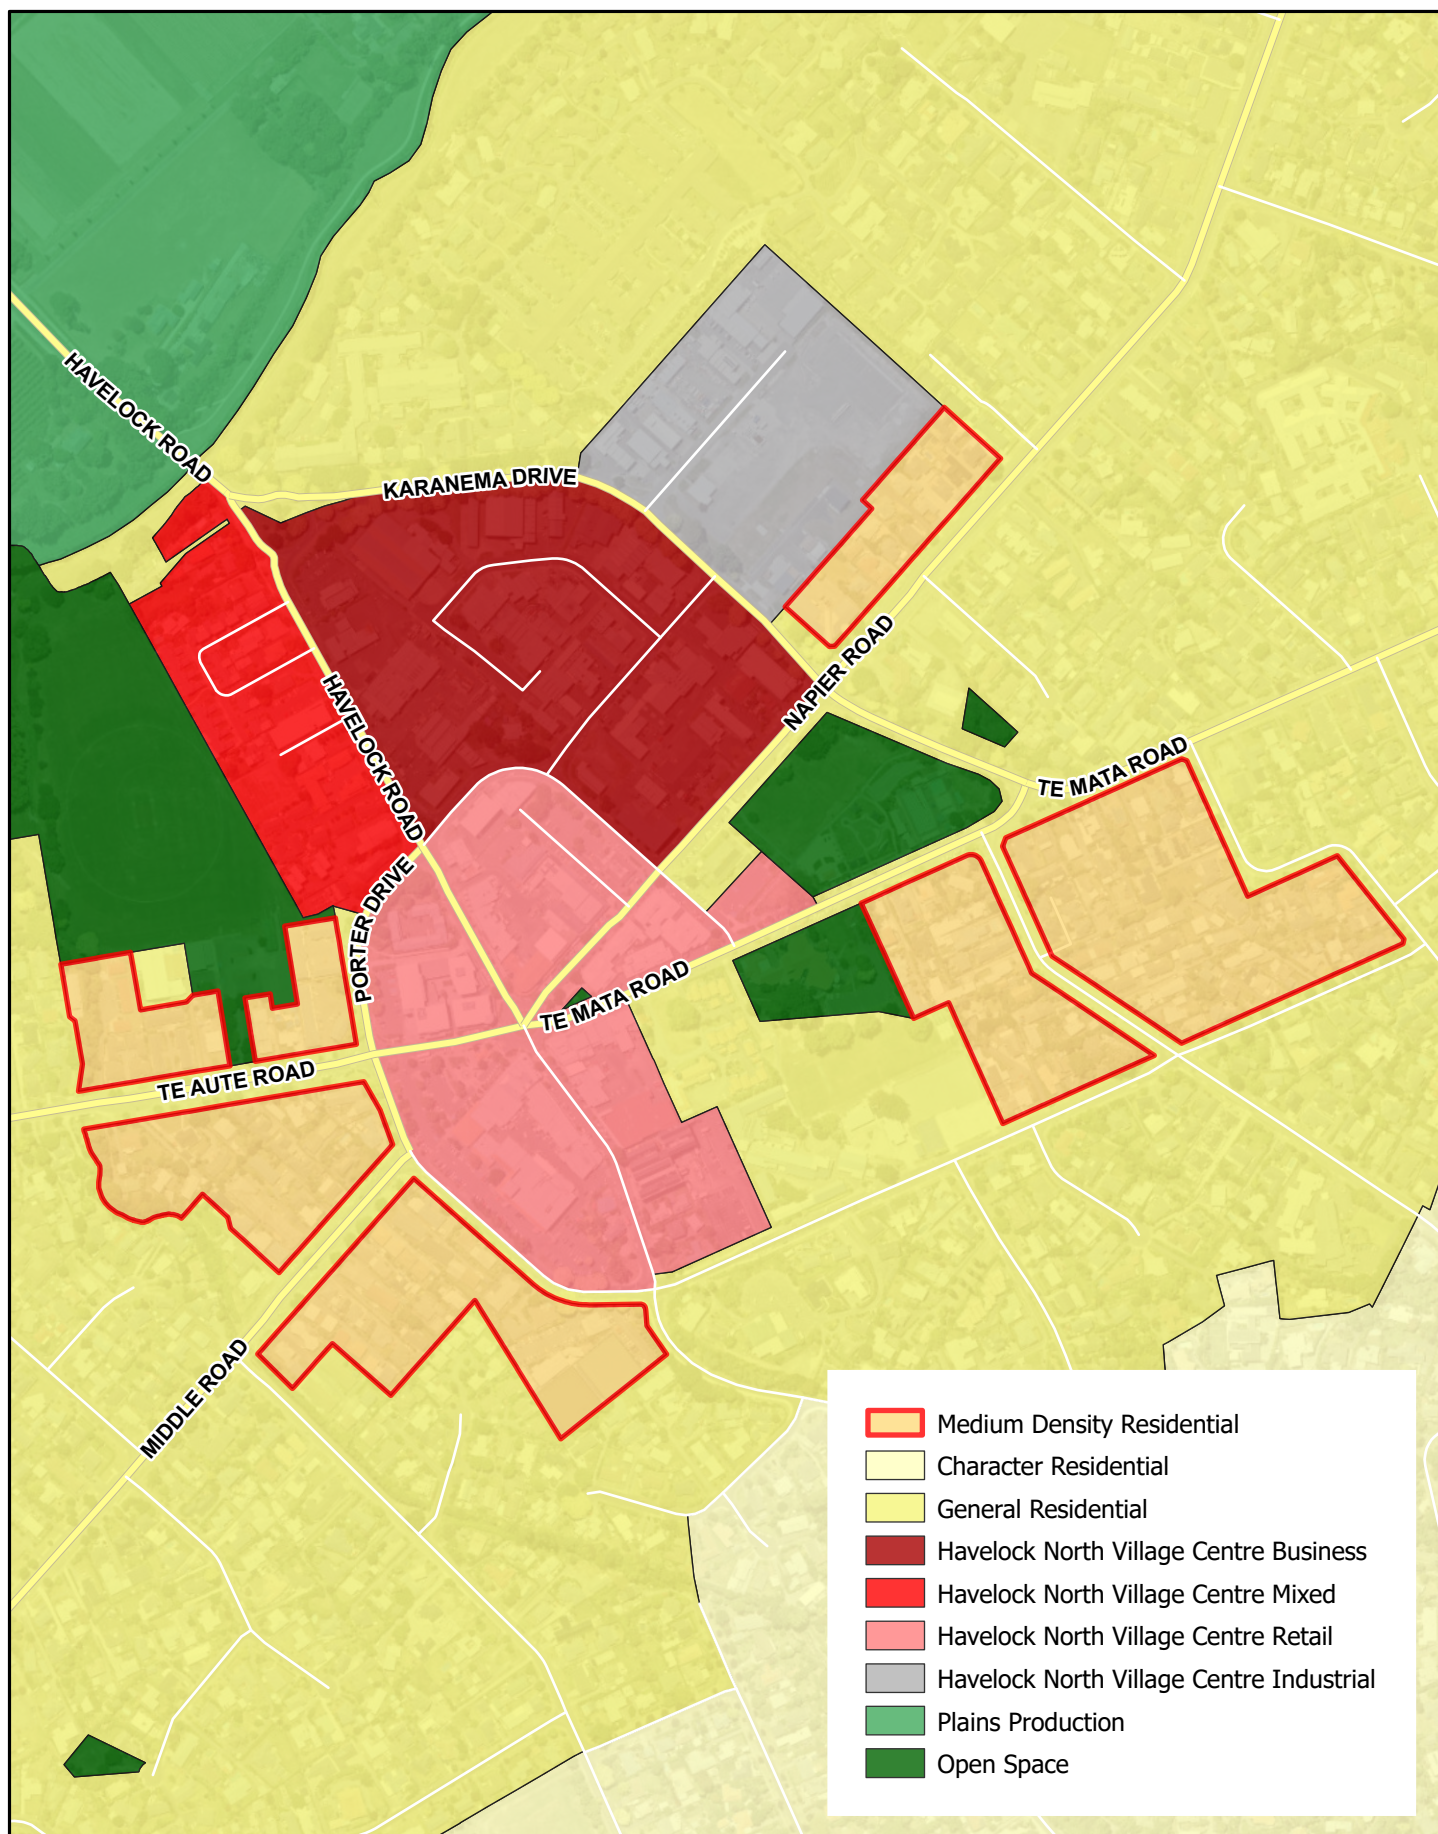 HAVELOCK ROAD
KARANEMA DRIVE
NAPIER ROAD
HAVELOCK ROAD
TE MATA ROAD
PORTER DRIVE
TE MATA ROAD
TE AUTE ROAD
MIDDLE ROAD
Medium Density Residential
Character Residential
General Residential
Havelock North Village Centre Business
Havelock North Village Centre Mixed
Havelock North Village Centre Retail
Havelock North Village Centre Industrial
Plains Production
Open Space